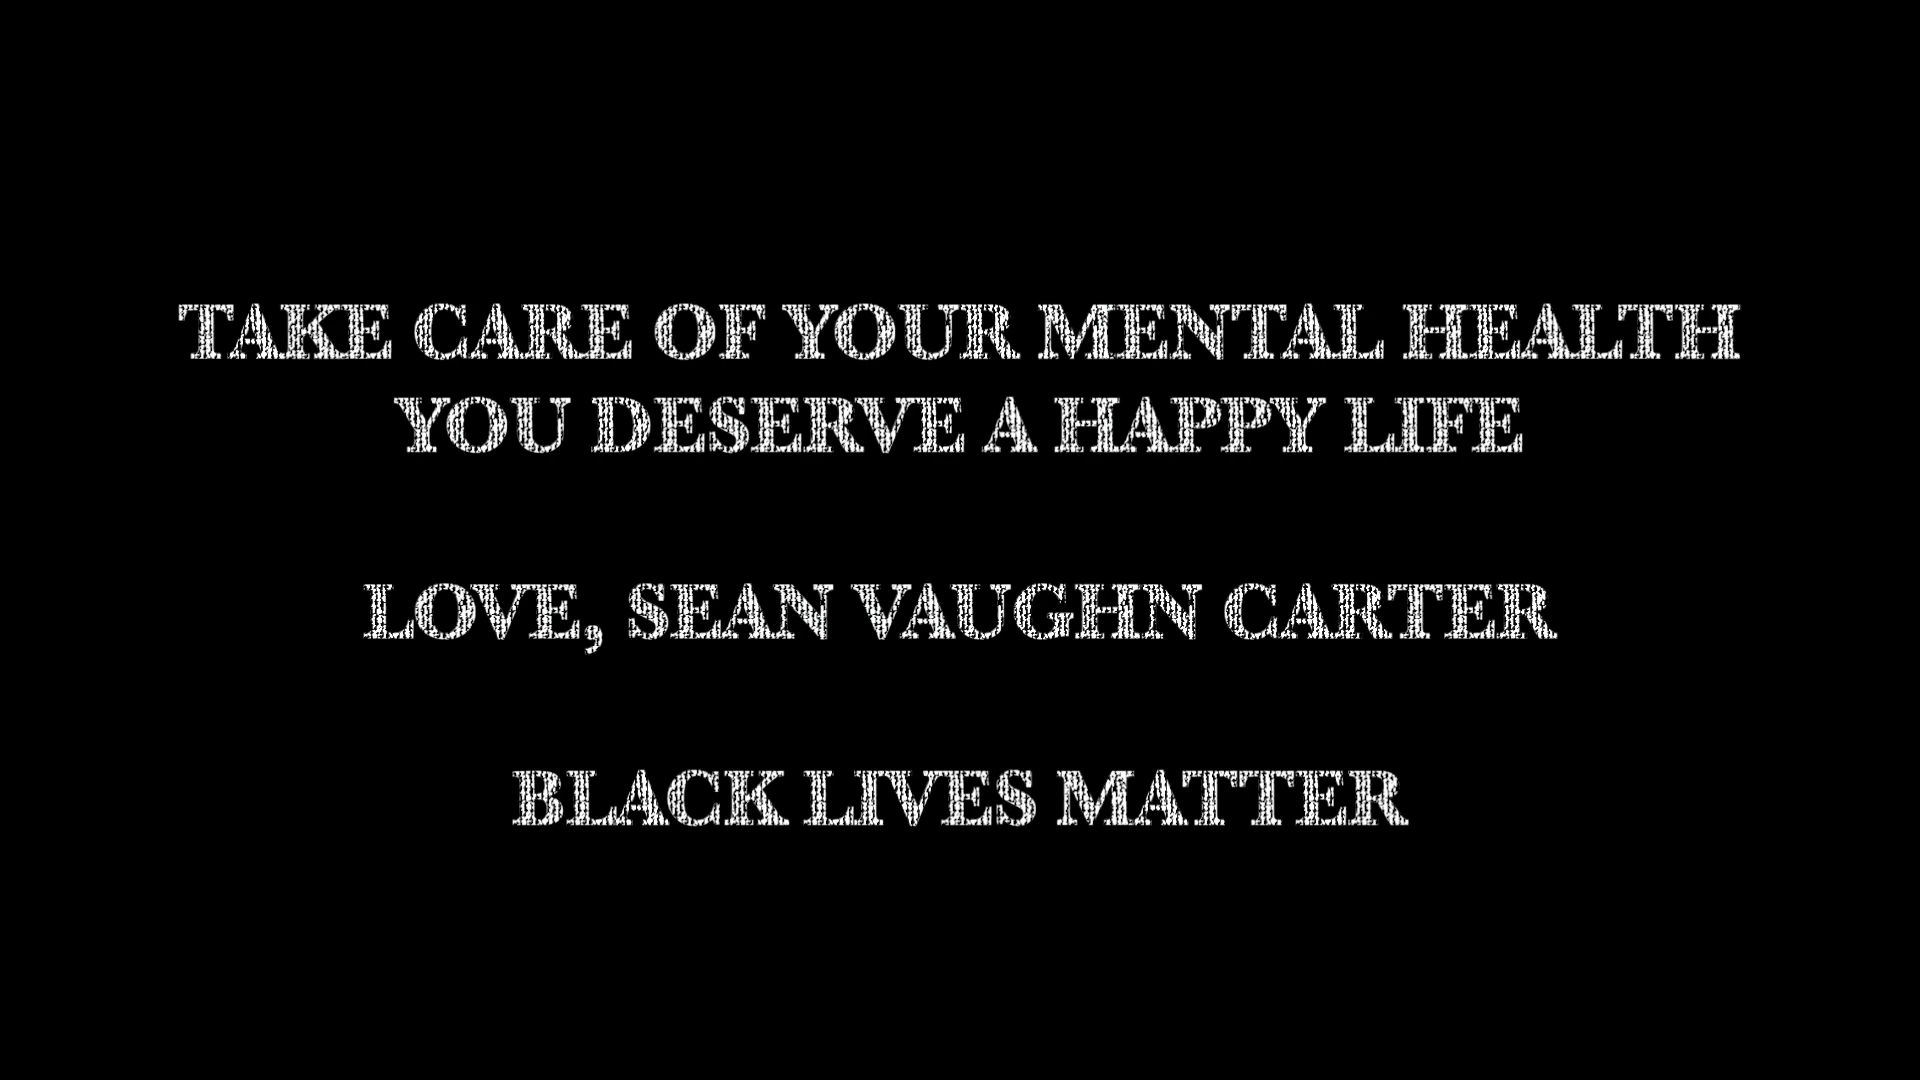 TAKE CARE OF YOUR MENTAL HEALTH
YOU DESERVE A HAPPY LIFE
LOVE, SEAN VAUGHN CARTER
BLACK LIVES MATTER